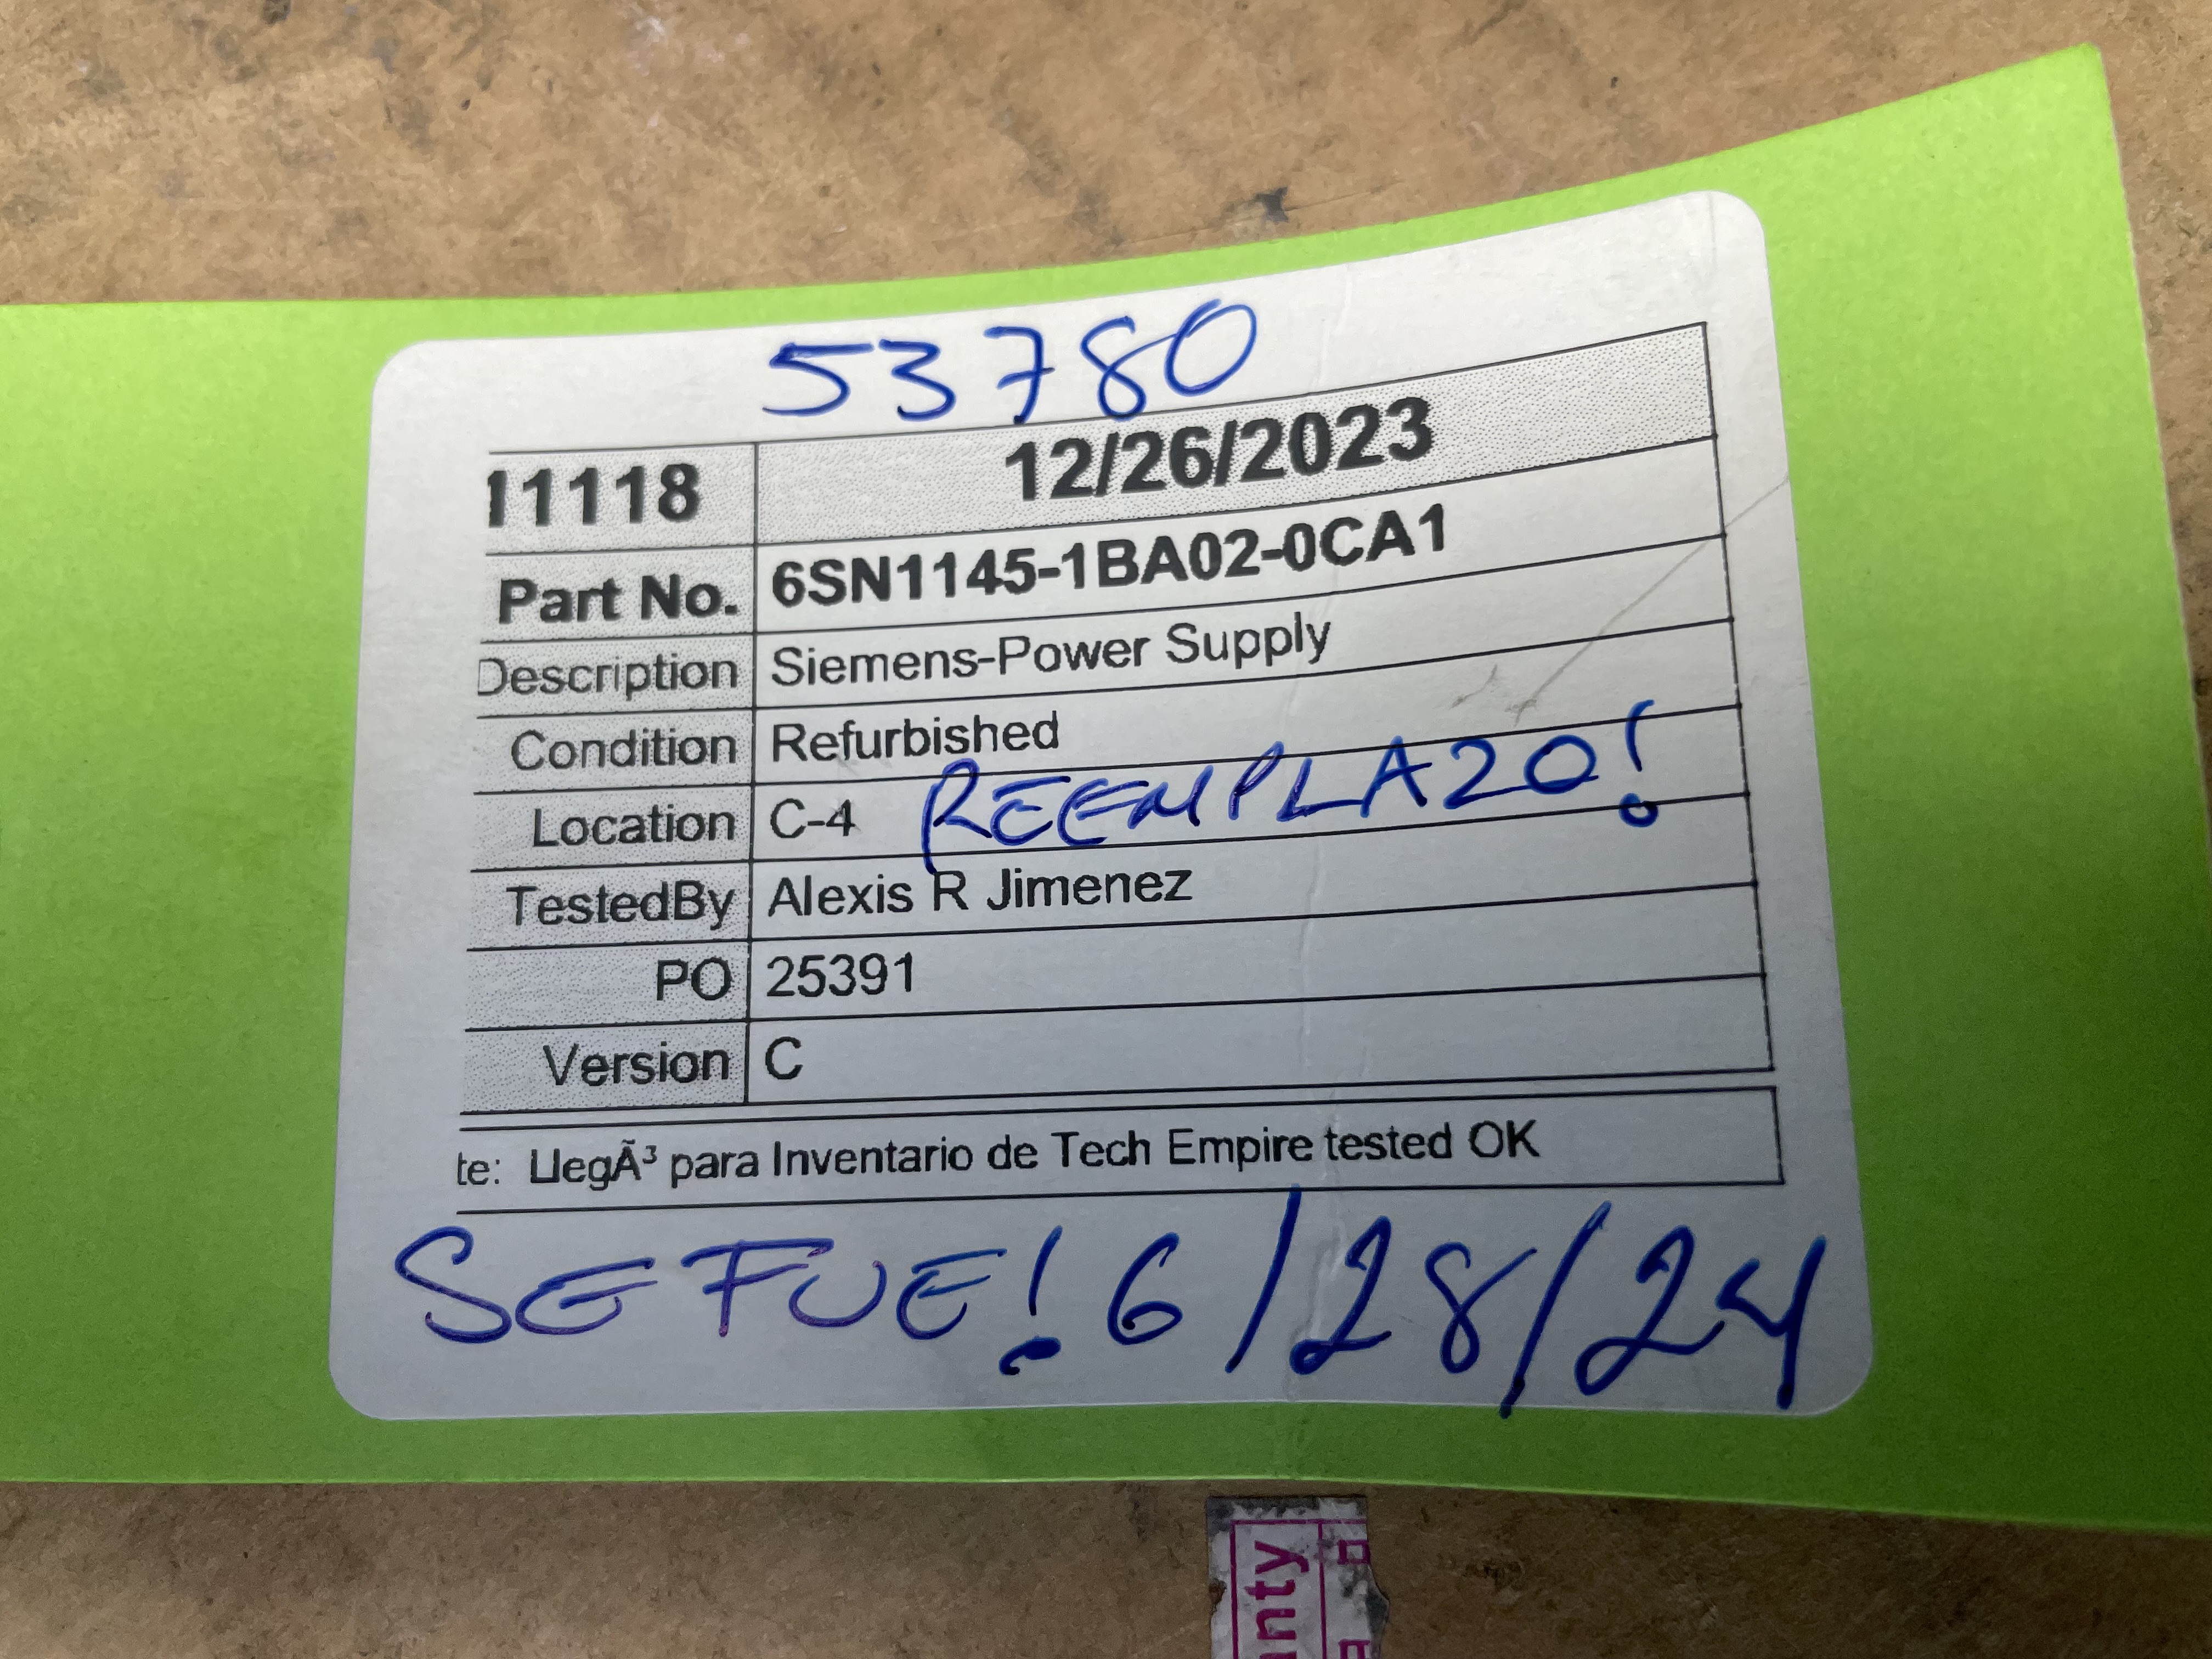 53780
11118 12/26/2023
Part No. 6SN1145-1BA02-0CA1
Description Siemens-Power Supply
Condition Refurbished
Location C-4 REEMPLAZO!
TestedBy Alexis R Jimenez
PO 25391
Version C
te: LlegÃ³ para Inventario de Tech Empire tested OK
SE FUE! 6/28/24
nty